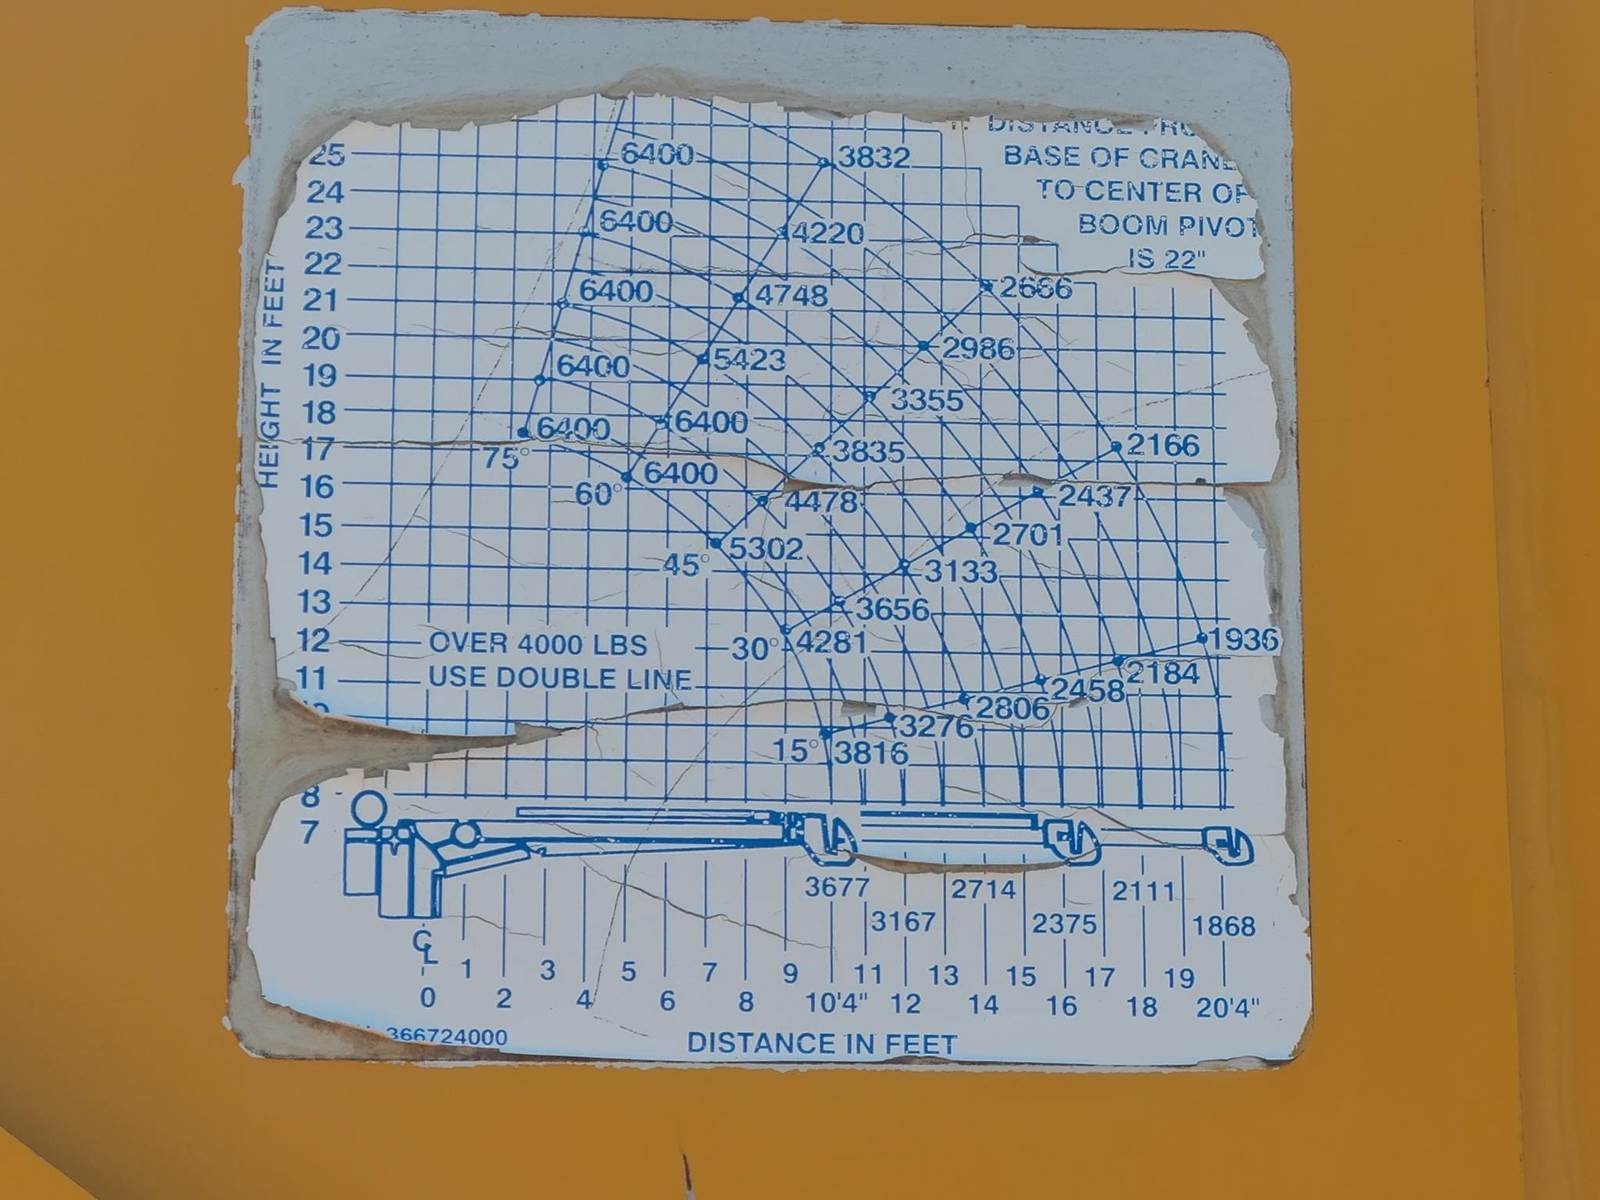 DISTANCE
BASE OF CRANE
TO CENTER OF
BOOM PIVOT
IS 22"
HEIGHT IN FEET
25 6400 3832
24
23 6400 4220
22
21 6400 4748 2666
20 5423 2986
19 6400 3355
18 6400 6400
17 75° 3835 2166
16 60° 6400 4478 2437
15 2701
14 45° 5302 3133
13 3656
12 OVER 4000 LBS 30° 4281 1936
11 USE DOUBLE LINE 2458 2184
3276 2806
15° 3816
8
7
3677 2714 2111
3167 2375 1868
CL 1 3 5 7 9 11 13 15 17 19
0 2 4 6 8 10'4" 12 14 16 18 20'4"
366724000
DISTANCE IN FEET